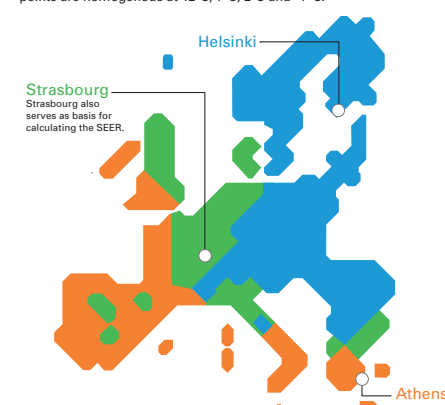 Helsinki
Strasbourg
Strasbourg also
serves as basis for
calculating the SEER.
Athens